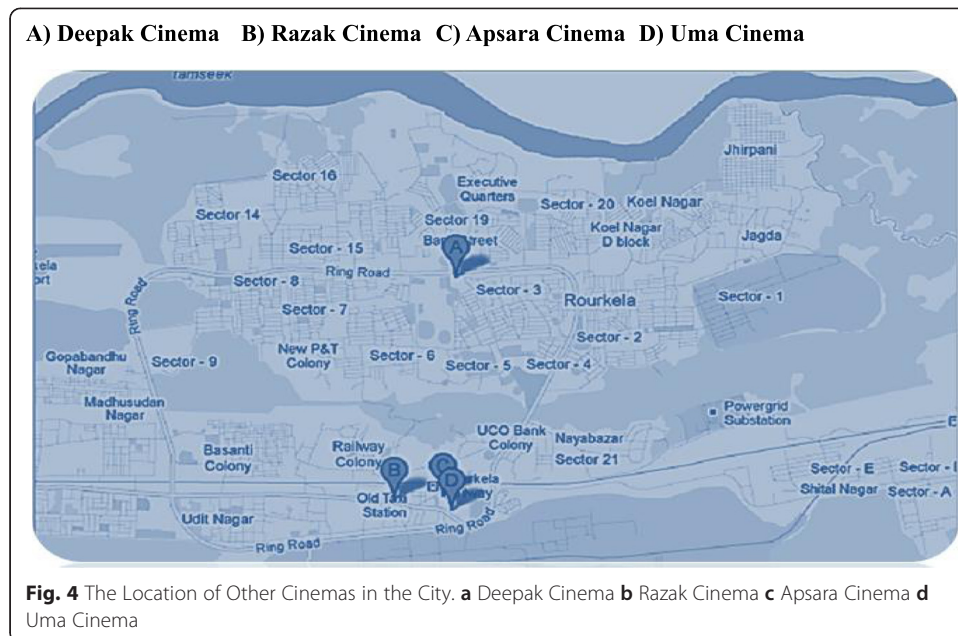 A) Deepak Cinema B) Razak Cinema C) Apsara Cinema D) Uma Cinema
tamseek
Jhirpani
Sector 16
Executive
Quarters
Sector - 20
Koel Nagar
Sector 14
Sector 19
Koel Nagar
D block
Jagda
Sector - 15
Ring Road
Sector - 8
Sector - 3
Sector - 1
Rourkela
Ring Road
Sector - 7
Sector - 2
New P&T
Colony
Sector - 6
Sector - 5
Sector - 4
Gopabandhu
Nagar
Sector - 9
Madhusudan
Nagar
Powergrid
Substation
UCO Bank
Colony
Nayabazar
Basanti
Colony
Railway
Colony
Sector 21
A
B
C
D
Sector - E
Sector -
Shital Nagar
Sector - A
Old
Station
Udit Nagar
Ring Road
Ring Road
Fig. 4 The Location of Other Cinemas in the City. a Deepak Cinema b Razak Cinema c Apsara Cinema d
Uma Cinema